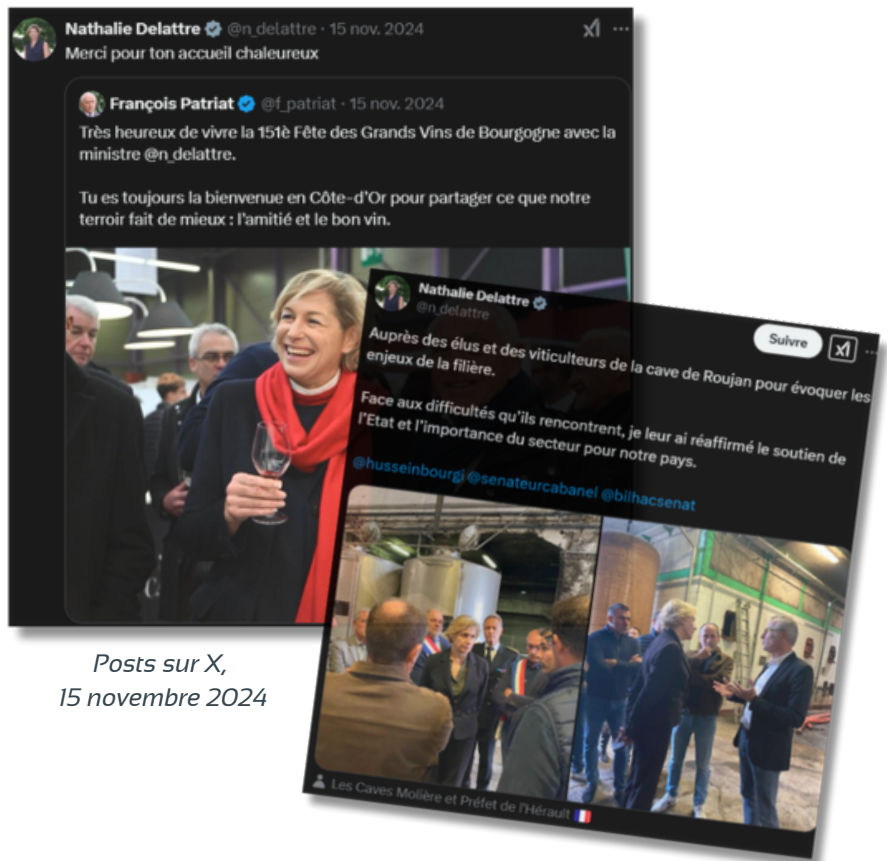 Nathalie Delattre @n_delattre · 15 nov. 2024
Merci pour ton accueil chaleureux
François Patriat @f_patriat · 15 nov. 2024
Très heureux de vivre la 151è Fête des Grands Vins de Bourgogne avec la
ministre @n_delattre.
Tu es toujours la bienvenue en Côte-d'Or pour partager ce que notre
terroir fait de mieux : l'amitié et le bon vin.
Nathalie Delattre
@n_delattre
Suivre
Auprès des élus et des viticulteurs de la cave de Roujan pour évoquer les
enjeux de la filière.
Face aux difficultés qu'ils rencontrent, je leur ai réaffirmé le soutien de
l'Etat et l'importance du secteur pour notre pays.
@husseinbourgi @senateurcabanel @bilhacsenat
Les Caves Molière et Préfet de l'Hérault 🇫🇷
Posts sur X,
15 novembre 2024